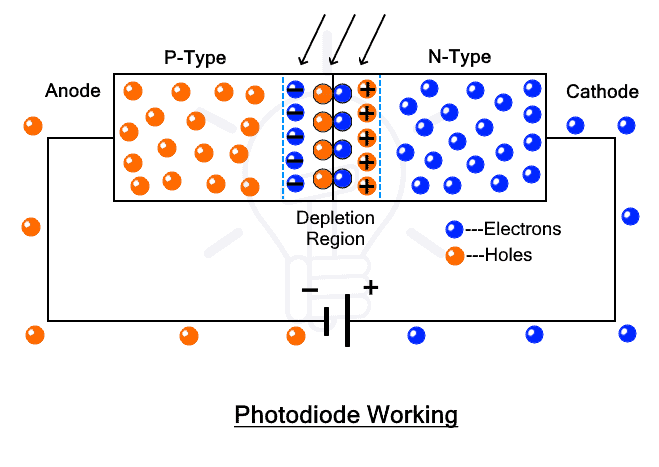 P-Type
N-Type
Anode
Cathode
Depletion
Region
---Electrons
---Holes
− +
Photodiode Working